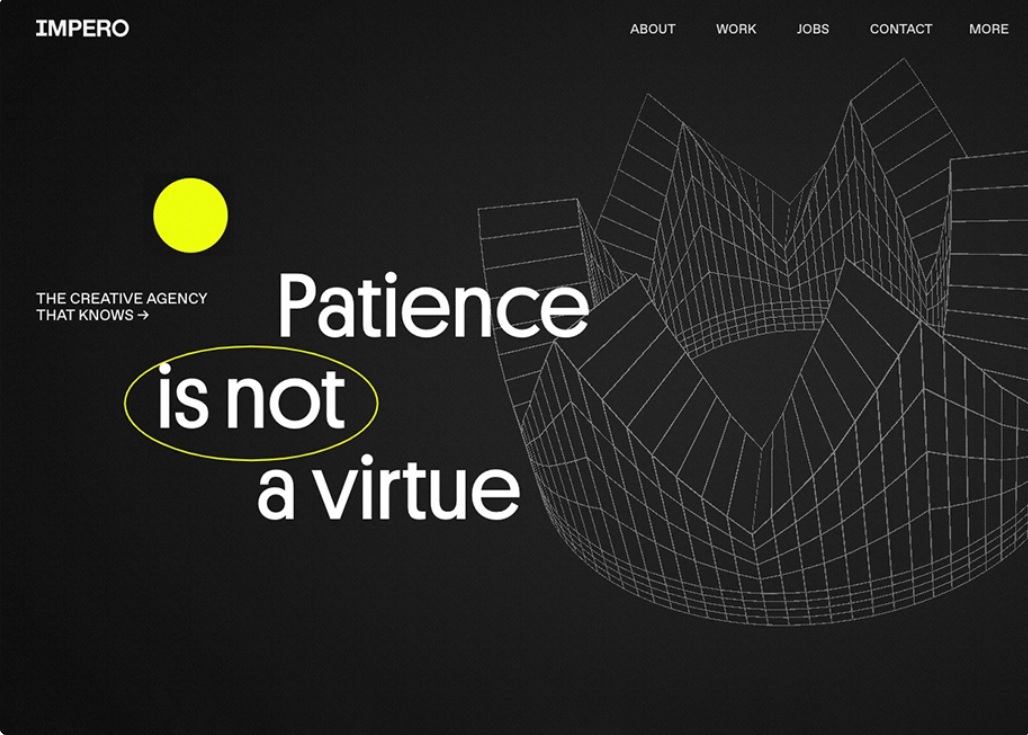 IMPERO
ABOUT WORK JOBS CONTACT MORE
THE CREATIVE AGENCY
THAT KNOWS →
Patience
is not
a virtue